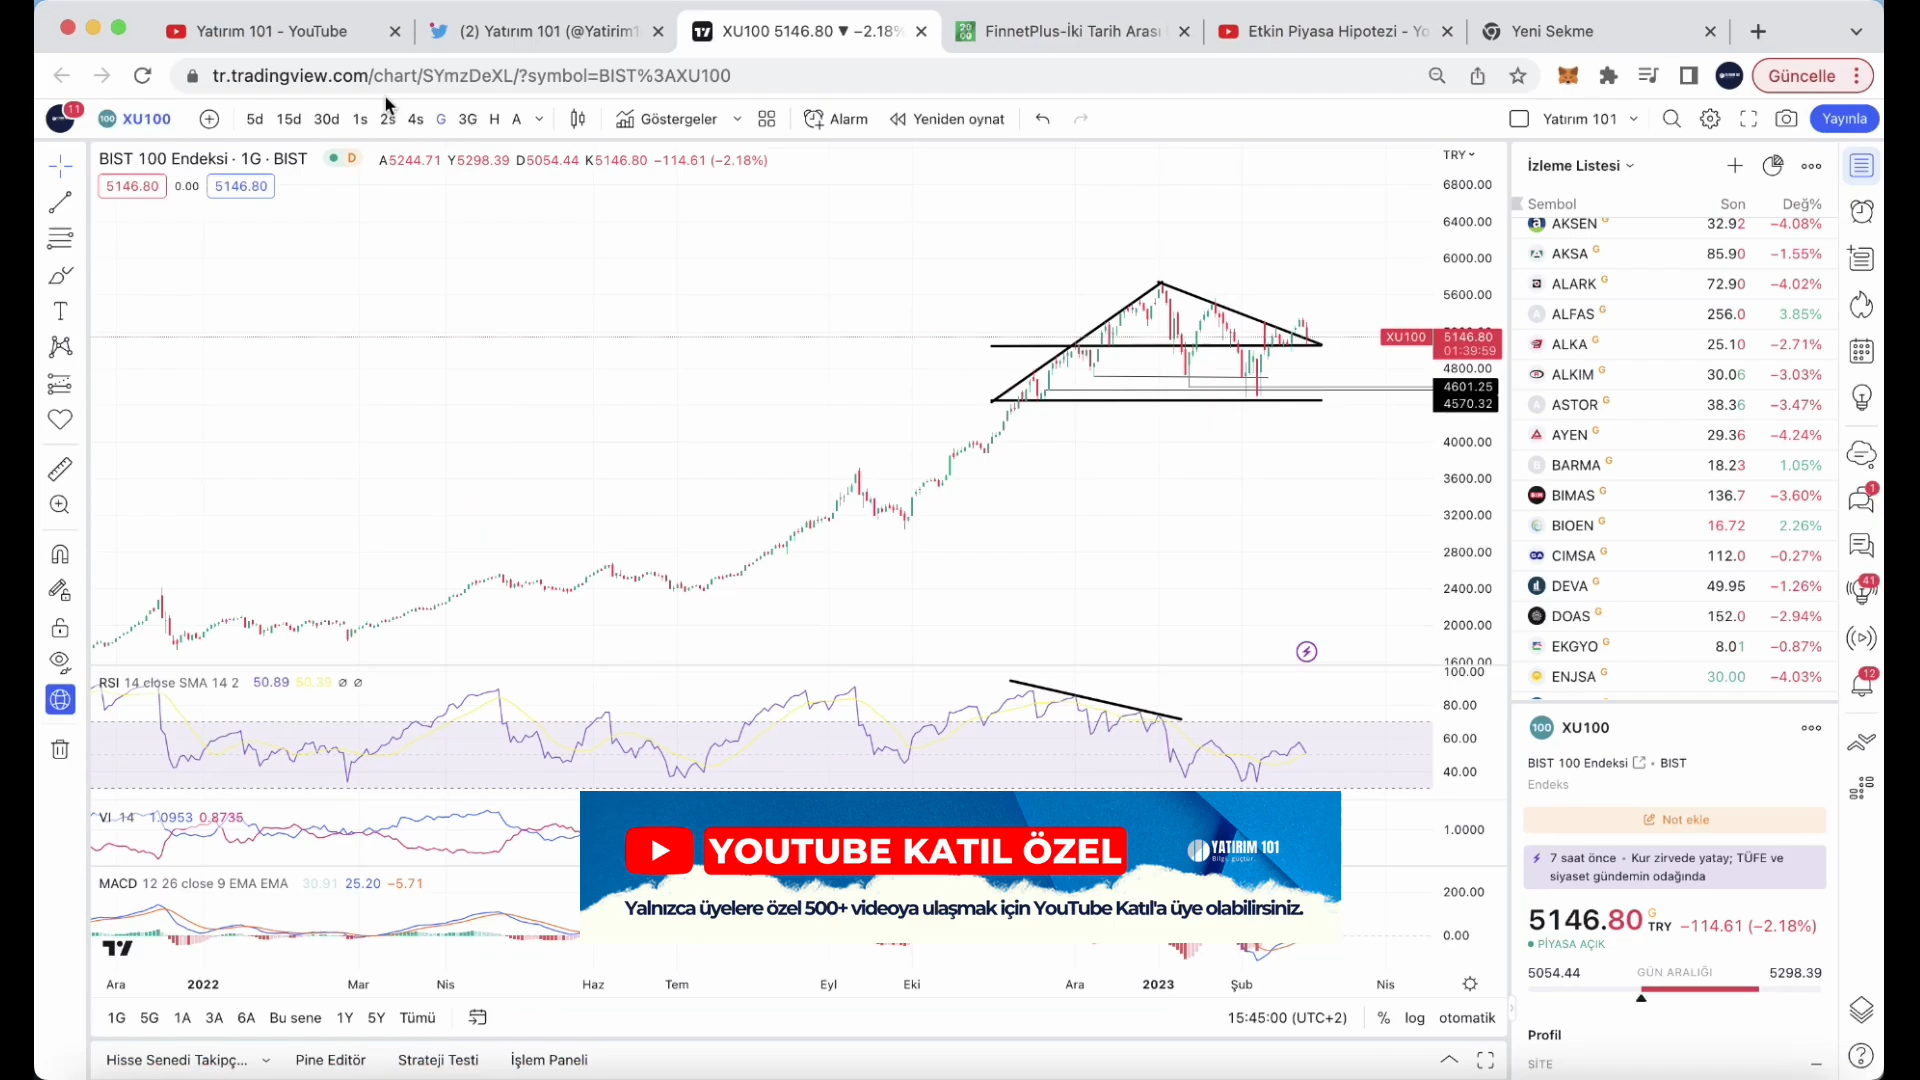 Yatırım 101 - YouTube
(2) Yatırım 101 (@Yatirim1
XU100 5146.80 ▼ −2.18%
FinnetPlus-İki Tarih Arası
Etkin Piyasa Hipotezi - Yo
Yeni Sekme
tr.tradingview.com/chart/SYmzDeXL/?symbol=BIST%3AXU100
Güncelle
11
XU100
5d 15d 30d 1s 2s 4s G 3G H A
Göstergeler
Alarm
Yeniden oynat
Yatırım 101
Yayınla
BIST 100 Endeksi · 1G · BIST
D
A5244.71 Y5298.39 D5054.44 K5146.80 −114.61 (−2.18%)
5146.80 0.00 5146.80
TRY
6800.00
6400.00
6000.00
5600.00
XU100 5146.80
01:39:59
4800.00
4601.25
4570.32
4000.00
3600.00
3200.00
2800.00
2400.00
2000.00
1600.00
RSI 14 close SMA 14 2 50.89 50.39 ∅ ∅
100.00
80.00
60.00
40.00
VI 14 1.0953 0.8735
1.0000
MACD 12 26 close 9 EMA EMA 30.91 25.20 −5.71
200.00
0.00
YOUTUBE KATIL ÖZEL
YATIRIM 101
Bilgi, güçtür.
Yalnızca üyelere özel 500+ videoya ulaşmak için YouTube Katıl'a üye olabilirsiniz.
Ara 2022 Mar Nis Haz Tem Eyl Eki Ara 2023 Şub Nis
1G 5G 1A 3A 6A Bu sene 1Y 5Y Tümü
15:45:00 (UTC+2) % log otomatik
Hisse Senedi Takipç... Pine Editör Strateji Testi İşlem Paneli
İzleme Listesi
Sembol Son Değ%
AKSEN G 32.92 −4.08%
AKSA G 85.90 −1.55%
ALARK G 72.90 −4.02%
ALFAS G 256.0 3.85%
ALKA G 25.10 −2.71%
ALKIM G 30.06 −3.03%
ASTOR G 38.36 −3.47%
AYEN G 29.36 −4.24%
BARMA G 18.23 1.05%
BIMAS G 136.7 −3.60%
BIOEN G 16.72 2.26%
CIMSA G 112.0 −0.27%
DEVA G 49.95 −1.26%
DOAS G 152.0 −2.94%
EKGYO G 8.01 −0.87%
ENJSA G 30.00 −4.03%
100 XU100
BIST 100 Endeksi • BIST
Endeks
Not ekle
7 saat önce • Kur zirvede yatay; TÜFE ve
siyaset gündemin odağında
5146.80 G TRY −114.61 (−2.18%)
PİYASA AÇIK
5054.44 GÜN ARALIĞI 5298.39
Profil
SİTE –
1
41
12